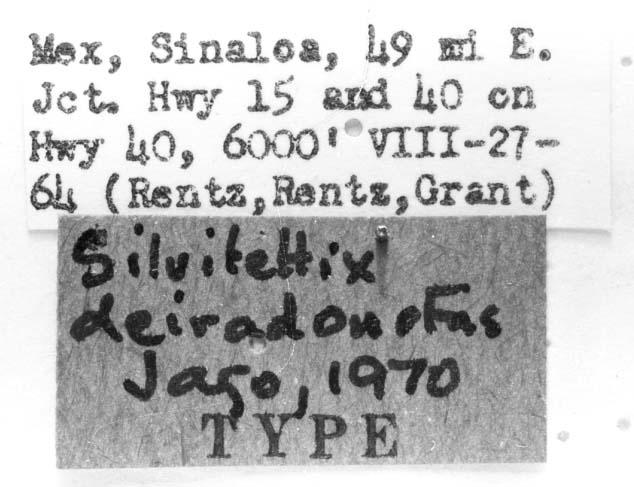 Mex, Sinaloa, 49 mi E.
Jct. Hwy 15 and 40 on
Hwy 40, 6000' VIII-27-
64 (Rentz,Rentz,Grant)
Silvitettix
deiradonotus
Jago, 1970
TYPE